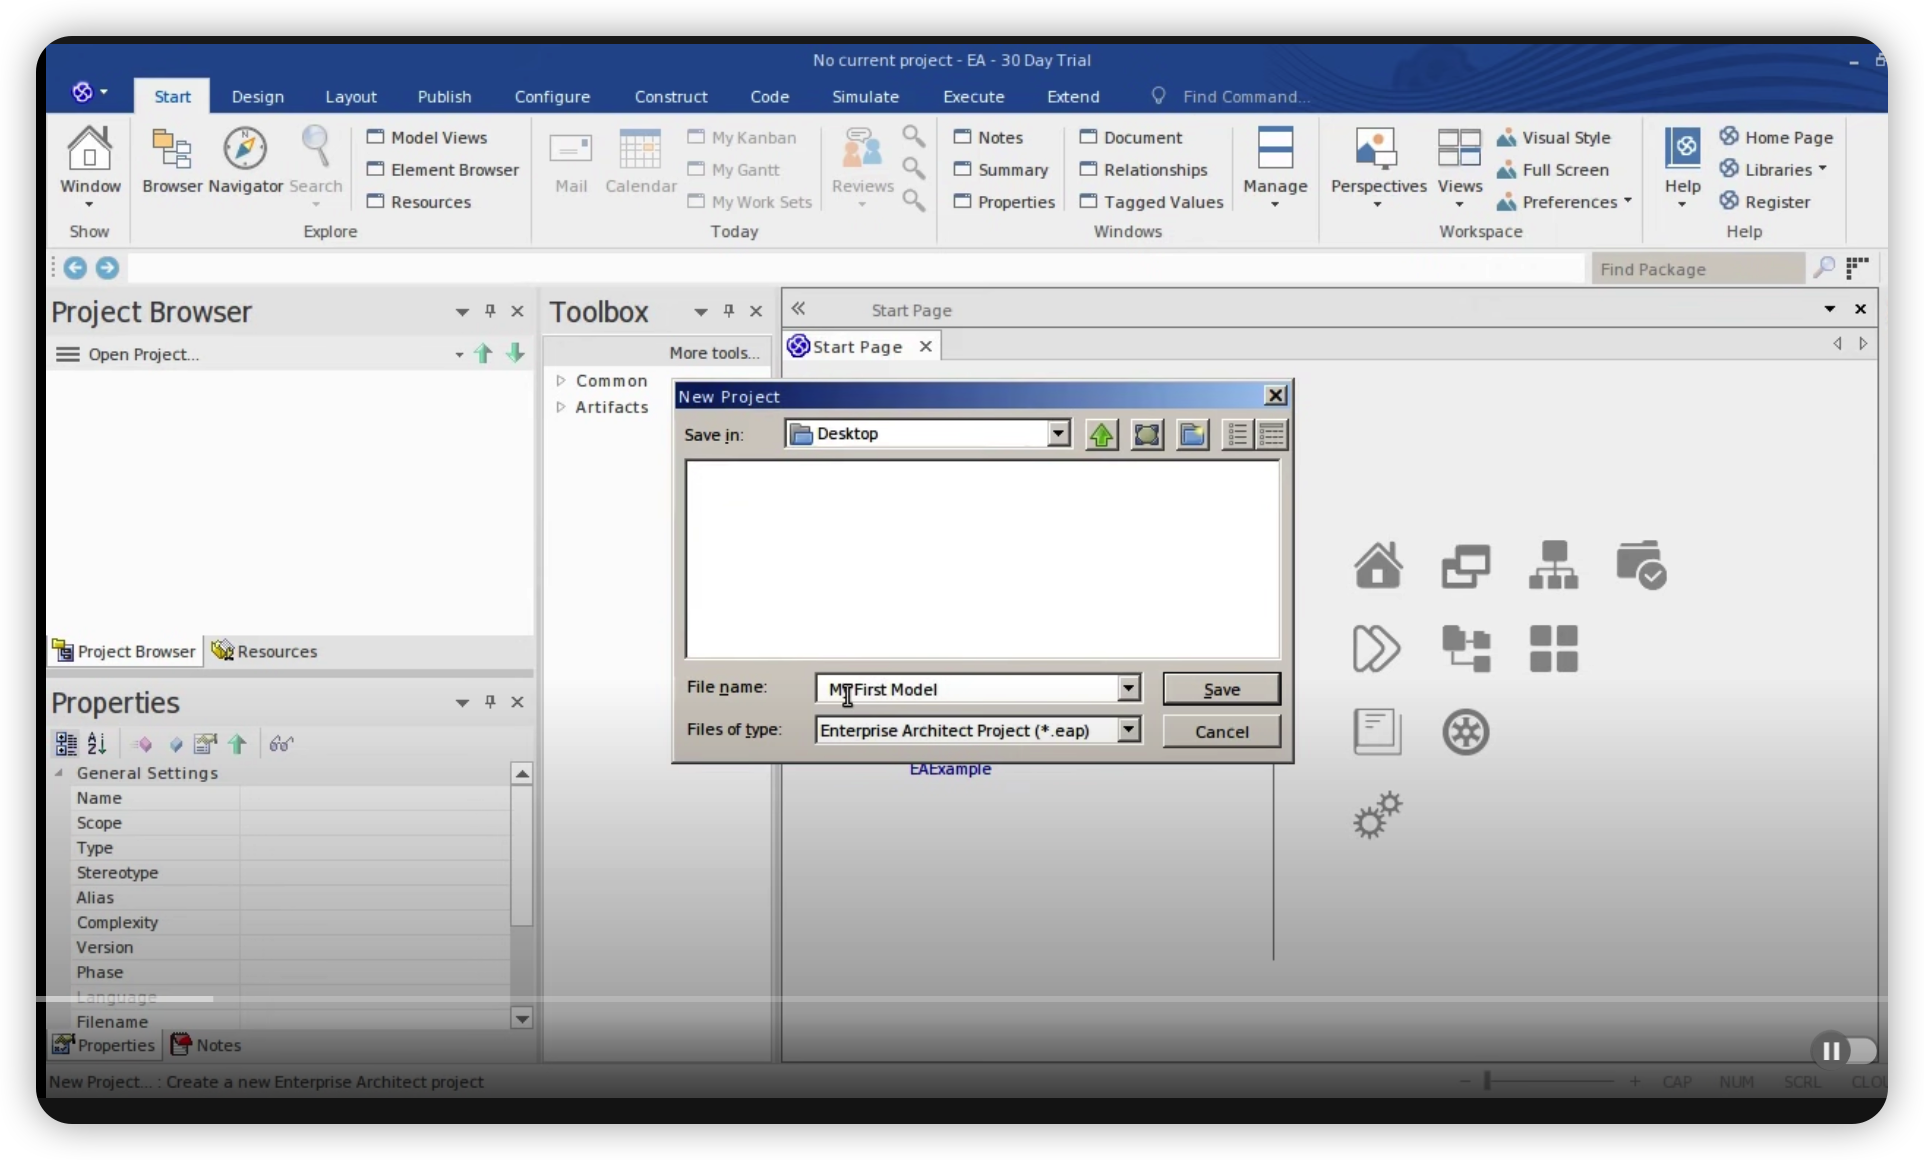 No current project - EA - 30 Day Trial
Start Design Layout Publish Configure Construct Code Simulate Execute Extend Find Command...
Window
Show
Browser Navigator Search
Model Views
Element Browser
Resources
Explore
Mail Calendar
My Kanban
My Gantt
My Work Sets
Reviews
Today
Notes
Summary
Properties
Document
Relationships
Tagged Values
Manage
Windows
Perspectives Views
Visual Style
Full Screen
Preferences
Workspace
Help
Home Page
Libraries
Register
Help
Find Package
Project Browser
Open Project...
Project Browser Resources
Toolbox
More tools...
Common
Artifacts
Start Page
Start Page
New Project
Save in: Desktop
File name: My First Model Save
Files of type: Enterprise Architect Project (*.eap) Cancel
EAExample
Properties
General Settings
Name
Scope
Type
Stereotype
Alias
Complexity
Version
Phase
Language
Filename
Properties Notes
New Project... : Create a new Enterprise Architect project
CAP NUM SCRL CLOU